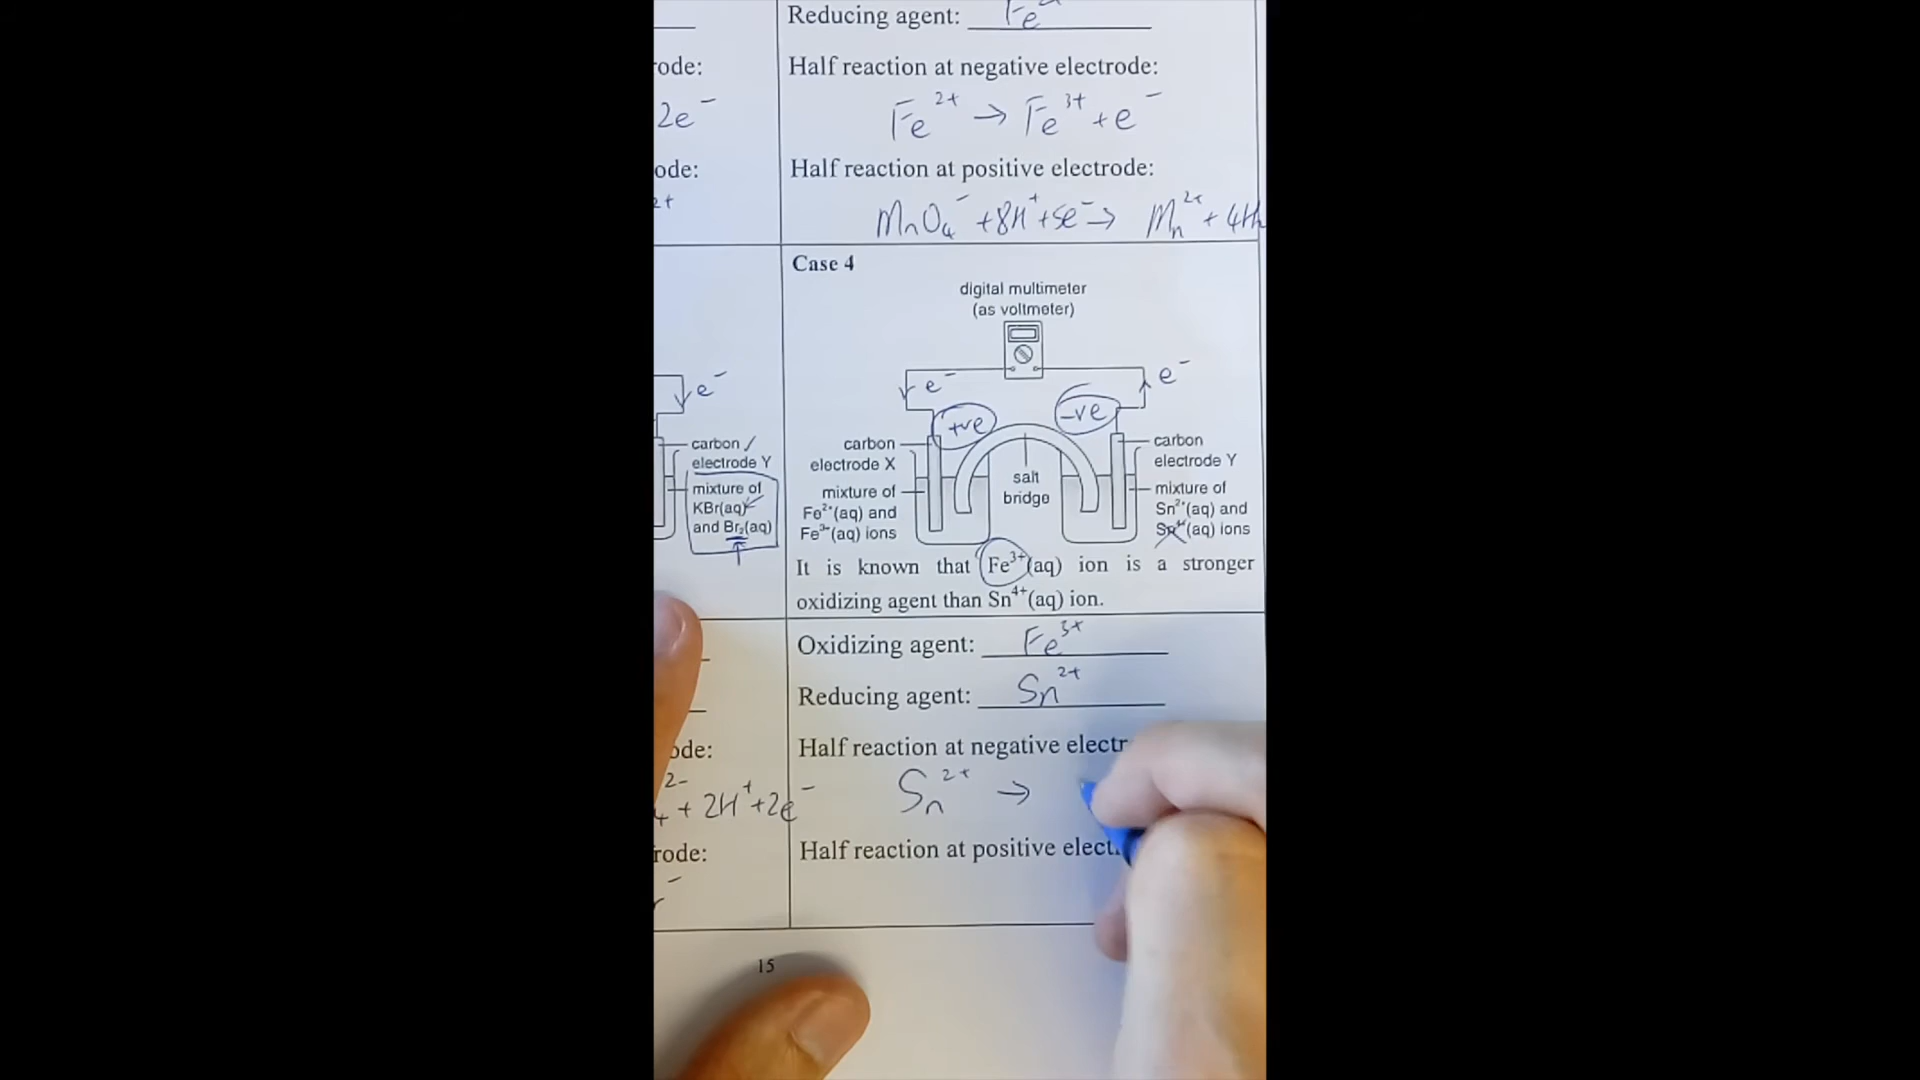 Reducing agent: Fe
ode:
2e⁻
ode:
2+
Half reaction at negative electrode:
Fe²⁺ → Fe³⁺ + e⁻
Half reaction at positive electrode:
MnO₄⁻ + 8H⁺ + 5e⁻ → Mn²⁺ + 4H₂
Case 4
digital multimeter
(as voltmeter)
e⁻
e⁻
+ve
-ve
carbon
electrode X
mixture of
Fe²⁺(aq) and
Fe³⁺(aq) ions
salt
bridge
carbon
electrode Y
mixture of
Sn²⁺(aq) and
Sn⁴⁺(aq) ions
e⁻
carbon
electrode Y
mixture of
KBr(aq)
and Br₂(aq)
It is known that Fe³⁺(aq) ion is a stronger
oxidizing agent than Sn⁴⁺(aq) ion.
Oxidizing agent: Fe³⁺
Reducing agent: Sn²⁺
Half reaction at negative electr
Sn²⁺ →
Half reaction at positive elect
ode:
₄²⁻ + 2H⁺ + 2e⁻
rode:
15